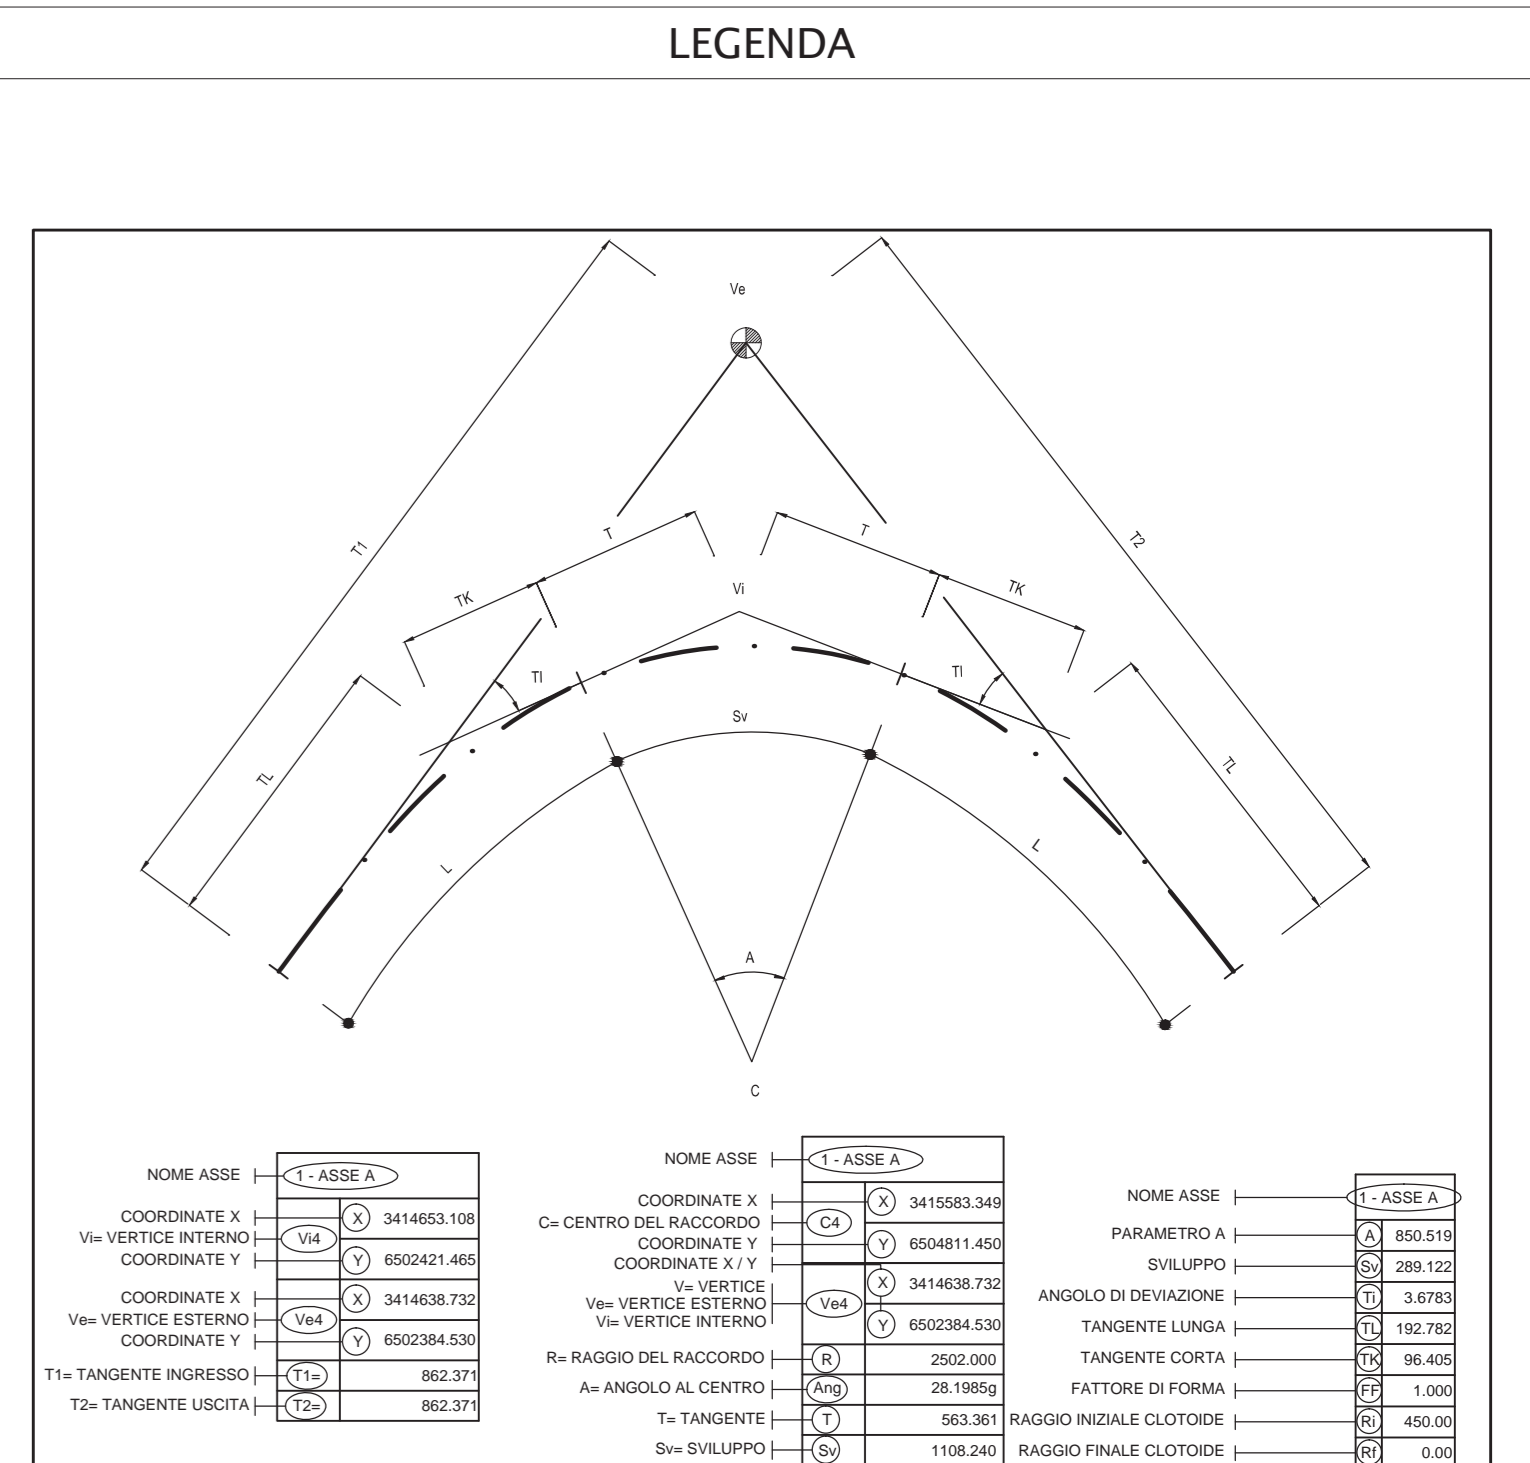 LEGENDA
Ve
T1
T2
T
T
TK
TK
Vi
TI
TI
Sv
TL
TL
L
L
A
C
NOME ASSE
1 - ASSE A
COORDINATE X
X
3414653.108
Vi= VERTICE INTERNO
Vi4
COORDINATE Y
Y
6502421.465
COORDINATE X
X
3414638.732
Ve= VERTICE ESTERNO
Ve4
COORDINATE Y
Y
6502384.530
T1= TANGENTE INGRESSO
T1=
862.371
T2= TANGENTE USCITA
T2=
862.371
NOME ASSE
1 - ASSE A
COORDINATE X
X
3415583.349
C= CENTRO DEL RACCORDO
C4
COORDINATE Y
Y
6504811.450
COORDINATE X / Y
X
3414638.732
V= VERTICE
Ve= VERTICE ESTERNO
Ve4
Vi= VERTICE INTERNO
Y
6502384.530
R= RAGGIO DEL RACCORDO
R
2502.000
A= ANGOLO AL CENTRO
Ang
28.1985g
T= TANGENTE
T
563.361
Sv= SVILUPPO
Sv
1108.240
NOME ASSE
1 - ASSE A
PARAMETRO A
A
850.519
SVILUPPO
Sv
289.122
ANGOLO DI DEVIAZIONE
Ti
3.6783
TANGENTE LUNGA
TL
192.782
TANGENTE CORTA
TK
96.405
FATTORE DI FORMA
FF
1.000
RAGGIO INIZIALE CLOTOIDE
Ri
450.00
RAGGIO FINALE CLOTOIDE
Rf
0.00